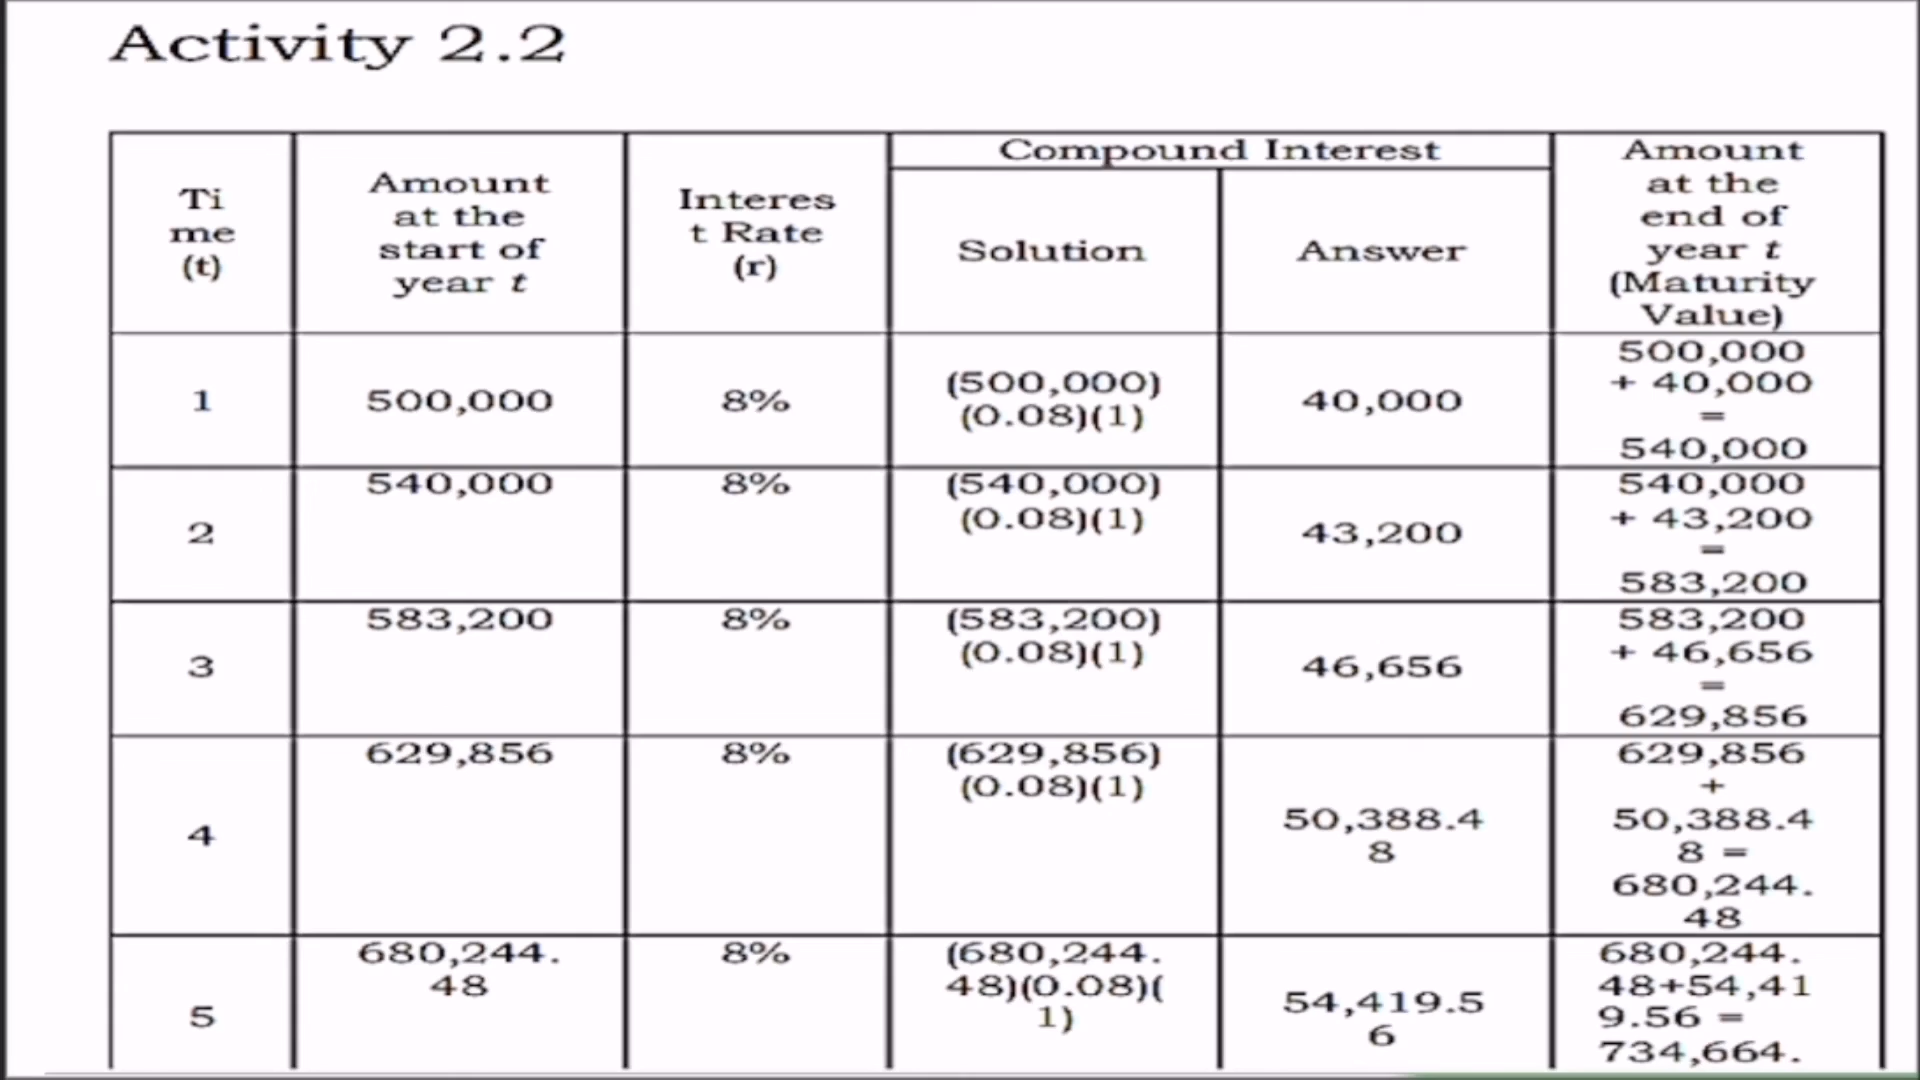 Activity 2.2
Ti
me
(t)
Amount
at the
start of
year t
Interes
t Rate
(r)
Compound Interest
Solution
Answer
Amount
at the
end of
year t
(Maturity
Value)
1
500,000
8%
(500,000)
(0.08)(1)
40,000
500,000
+ 40,000
=
540,000
2
540,000
8%
(540,000)
(0.08)(1)
43,200
540,000
+ 43,200
=
583,200
3
583,200
8%
(583,200)
(0.08)(1)
46,656
583,200
+ 46,656
=
629,856
4
629,856
8%
(629,856)
(0.08)(1)
50,388.4
8
629,856
+
50,388.4
8 =
680,244.
48
5
680,244.
48
8%
(680,244.
48)(0.08)(
1)
54,419.5
6
680,244.
48+54,41
9.56 =
734,664.